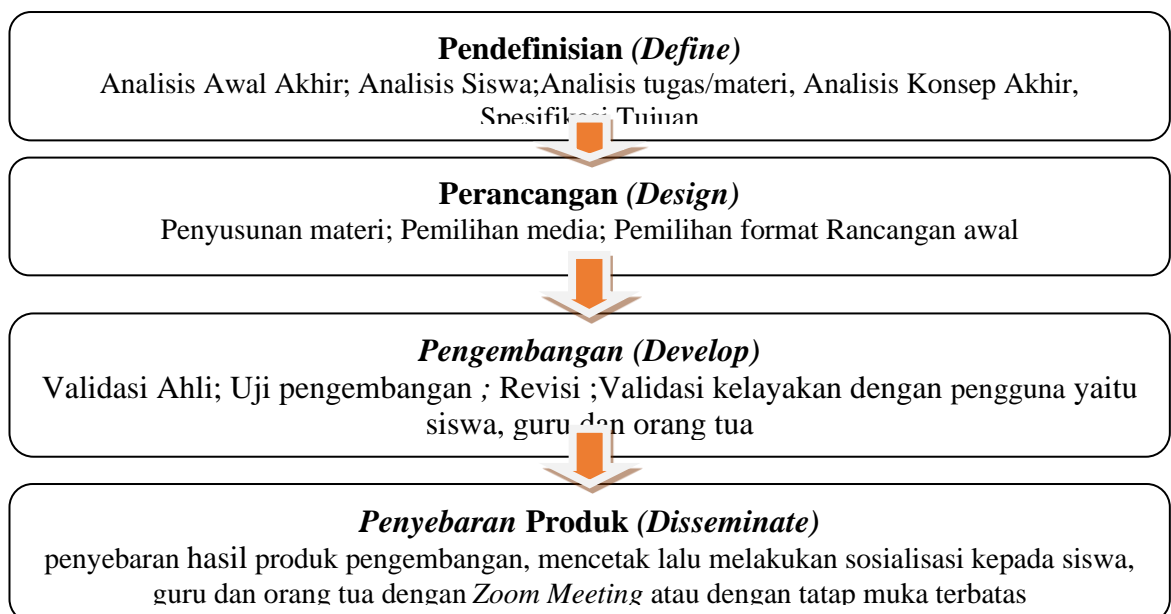 Pendefinisian (Define)
Analisis Awal Akhir; Analisis Siswa;Analisis tugas/materi, Analisis Konsep Akhir,
Spesifikasi Tujuan
Perancangan (Design)
Penyusunan materi; Pemilihan media; Pemilihan format Rancangan awal
Pengembangan (Develop)
Validasi Ahli; Uji pengembangan ; Revisi ;Validasi kelayakan dengan pengguna yaitu
siswa, guru dan orang tua
Penyebaran Produk (Disseminate)
penyebaran hasil produk pengembangan, mencetak lalu melakukan sosialisasi kepada siswa,
guru dan orang tua dengan Zoom Meeting atau dengan tatap muka terbatas